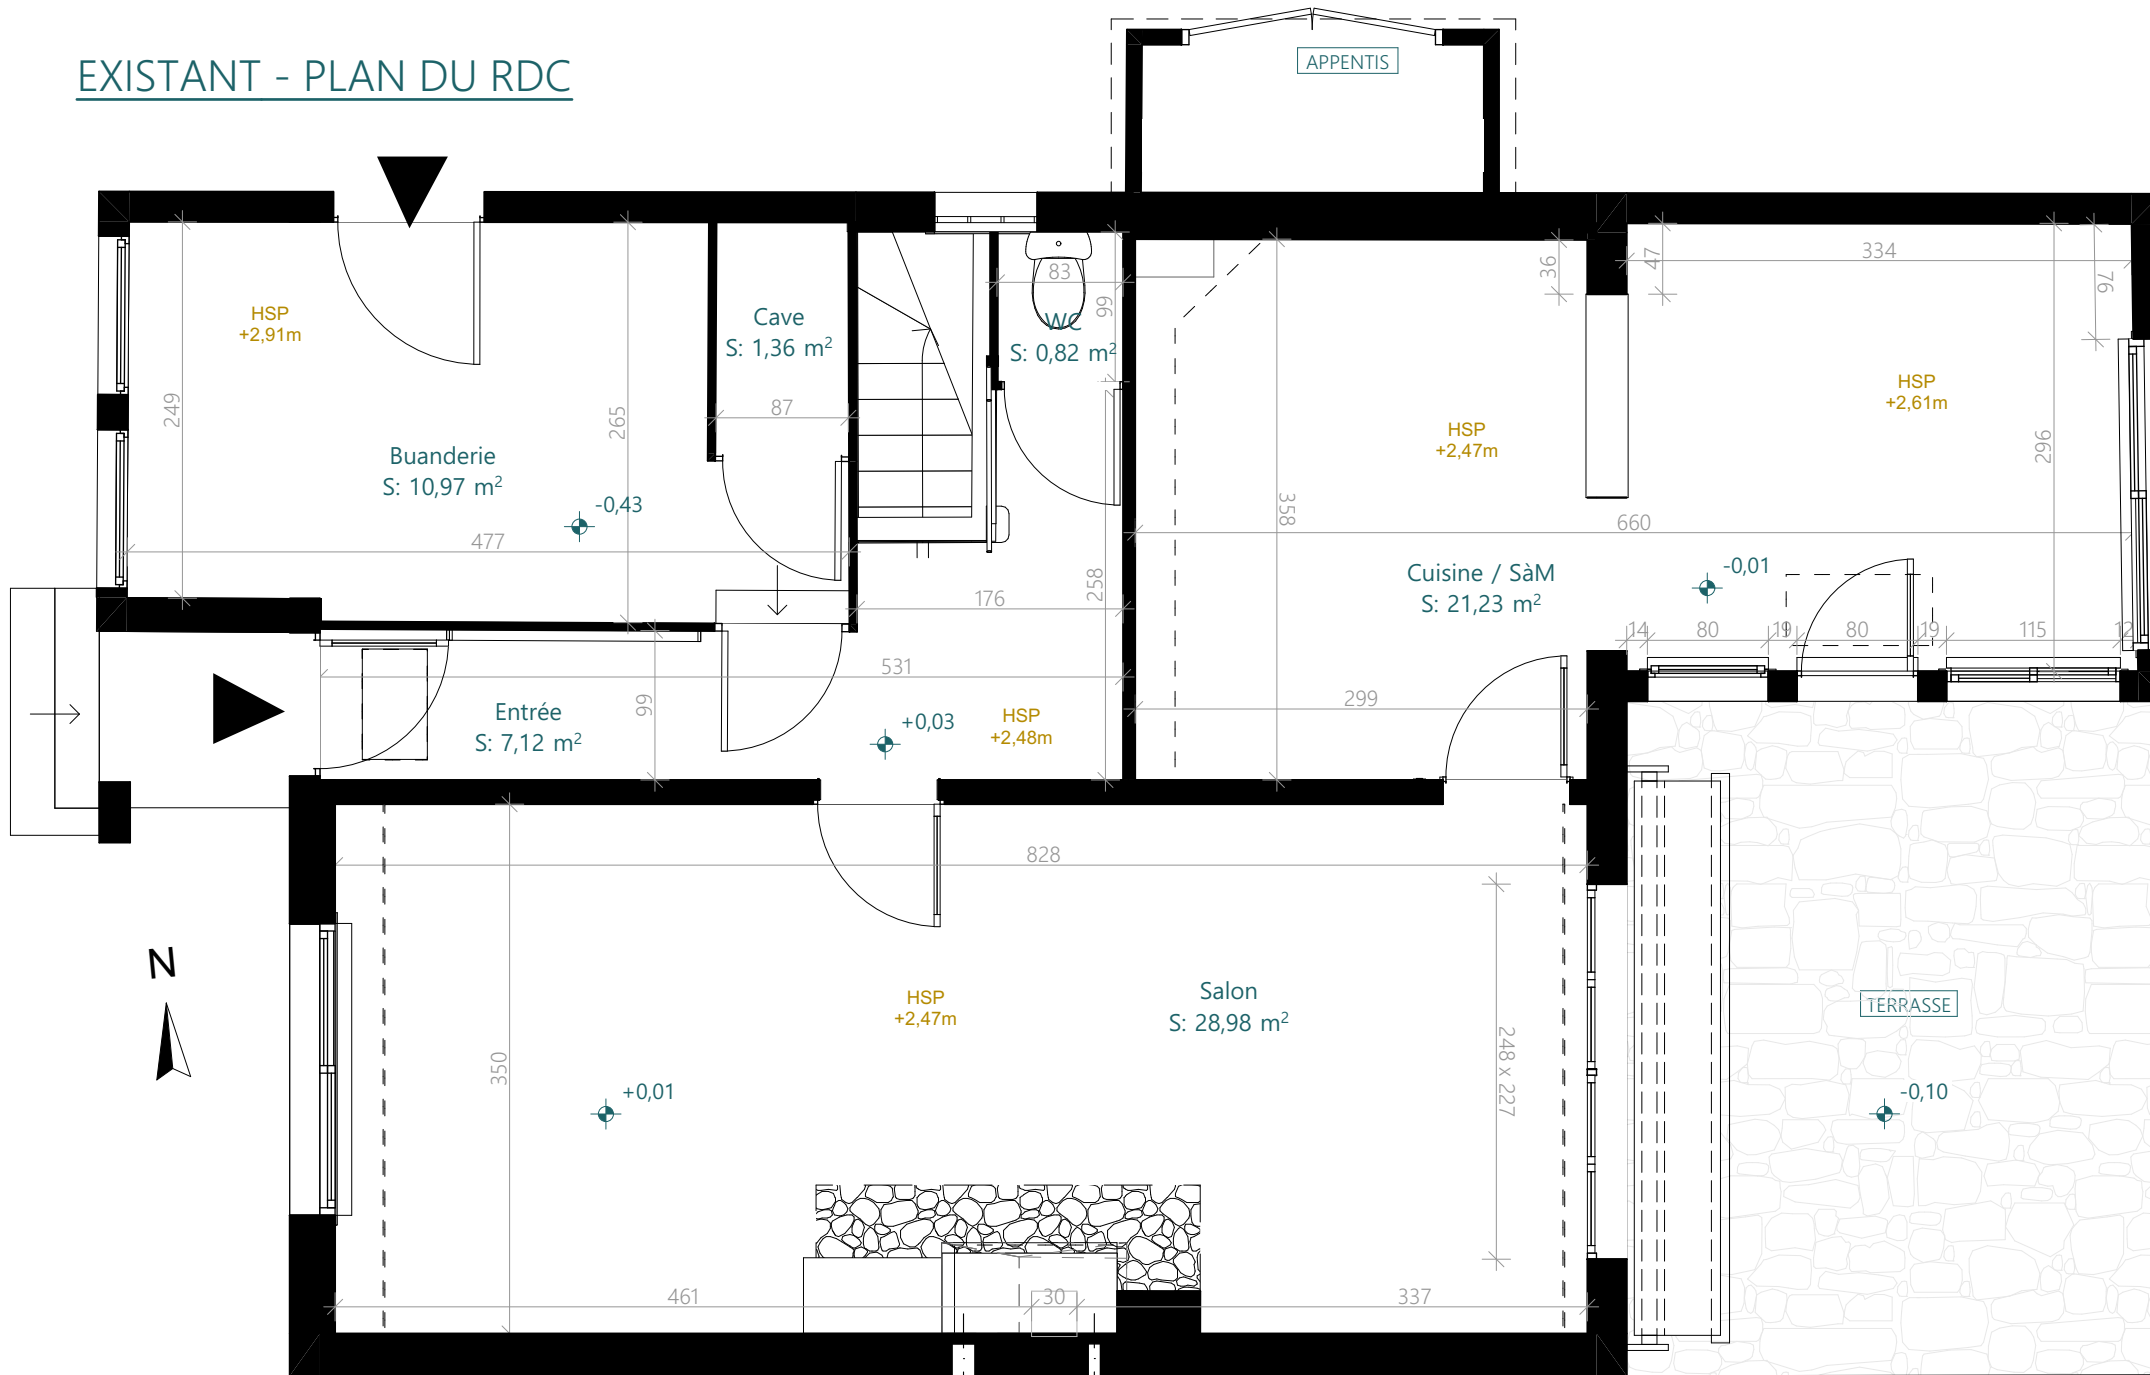 EXISTANT - PLAN DU RDC
APPENTIS
HSP
+2,91m
249
265
Buanderie
S: 10,97 m²
-0,43
477
Cave
S: 1,36 m²
87
83
99
WC
S: 0,82 m²
36
47
334
76
HSP
+2,47m
HSP
+2,61m
296
358
660
Cuisine / SàM
S: 21,23 m²
-0,01
14
80
19
80
19
115
12
258
176
531
99
Entrée
S: 7,12 m²
+0,03
HSP
+2,48m
299
828
N
HSP
+2,47m
Salon
S: 28,98 m²
350
+0,01
248 x 227
TERRASSE
-0,10
461
30
337